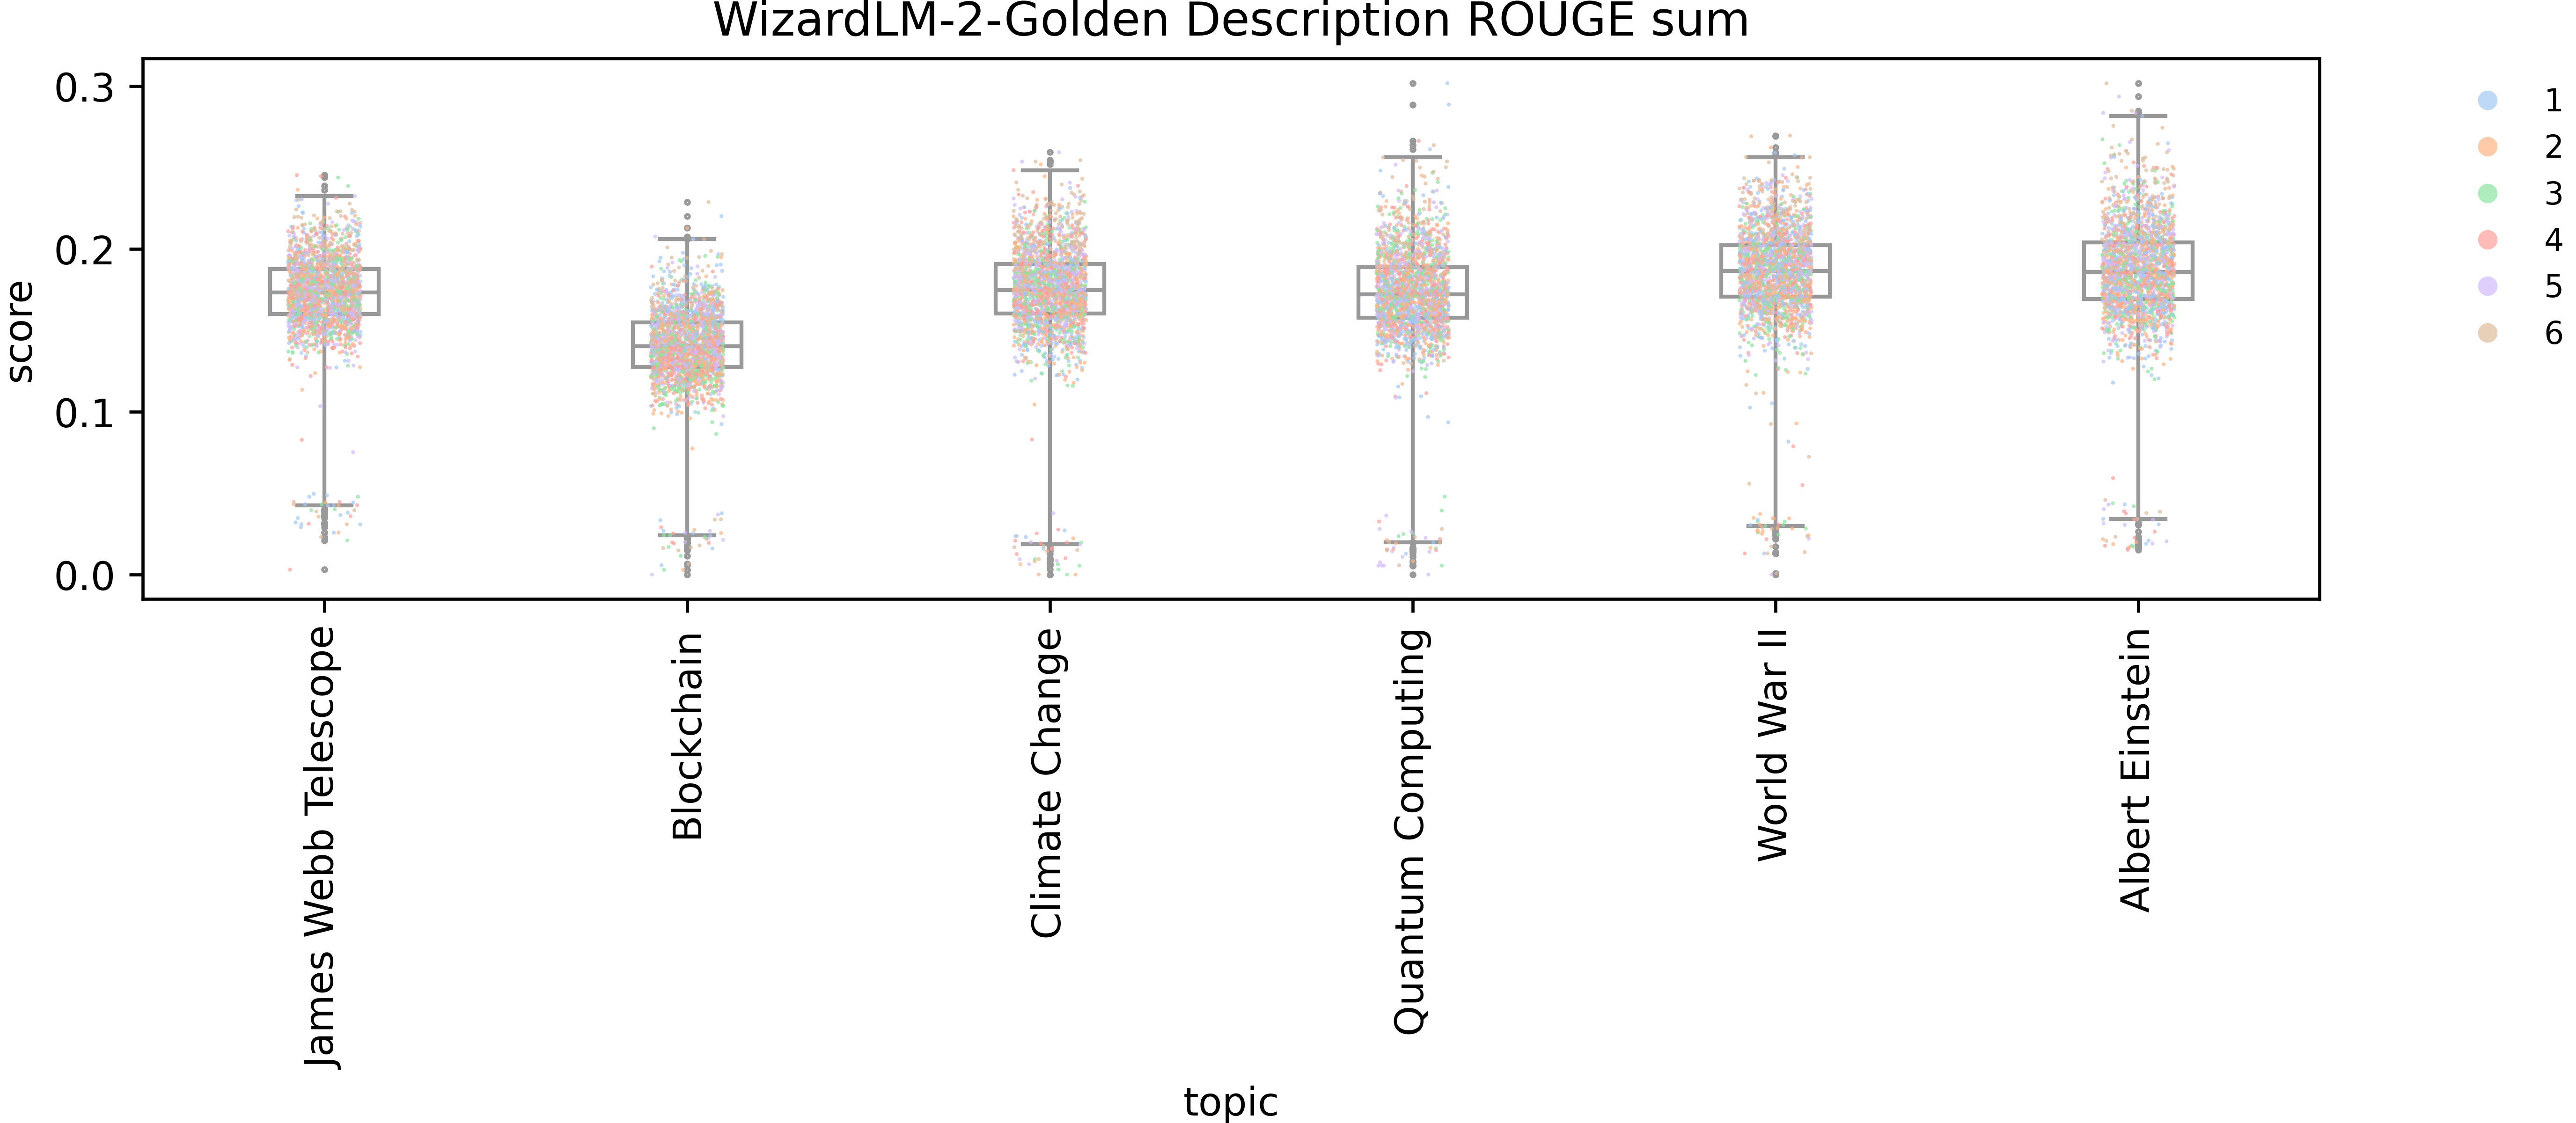 WizardLM-2-Golden Description ROUGE sum
score
0.3
0.2
0.1
0.0
James Webb Telescope
Blockchain
Climate Change
Quantum Computing
World War II
Albert Einstein
topic
1
2
3
4
5
6